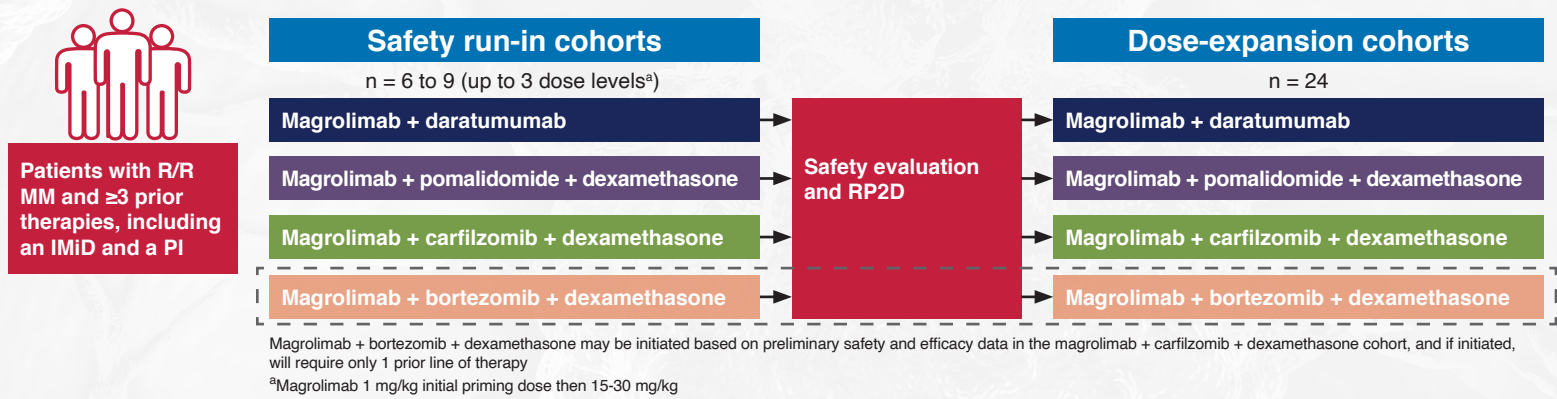 Safety run-in cohorts
n = 6 to 9 (up to 3 dose levelsᵃ)
Dose-expansion cohorts
n = 24
Patients with R/R
MM and ≥3 prior
therapies, including
an IMiD and a PI
Magrolimab + daratumumab
Magrolimab + pomalidomide + dexamethasone
Magrolimab + carfilzomib + dexamethasone
Magrolimab + bortezomib + dexamethasone
Safety evaluation
and RP2D
Magrolimab + daratumumab
Magrolimab + pomalidomide + dexamethasone
Magrolimab + carfilzomib + dexamethasone
Magrolimab + bortezomib + dexamethasone
Magrolimab + bortezomib + dexamethasone may be initiated based on preliminary safety and efficacy data in the magrolimab + carfilzomib + dexamethasone cohort, and if initiated,
will require only 1 prior line of therapy
ᵃMagrolimab 1 mg/kg initial priming dose then 15-30 mg/kg